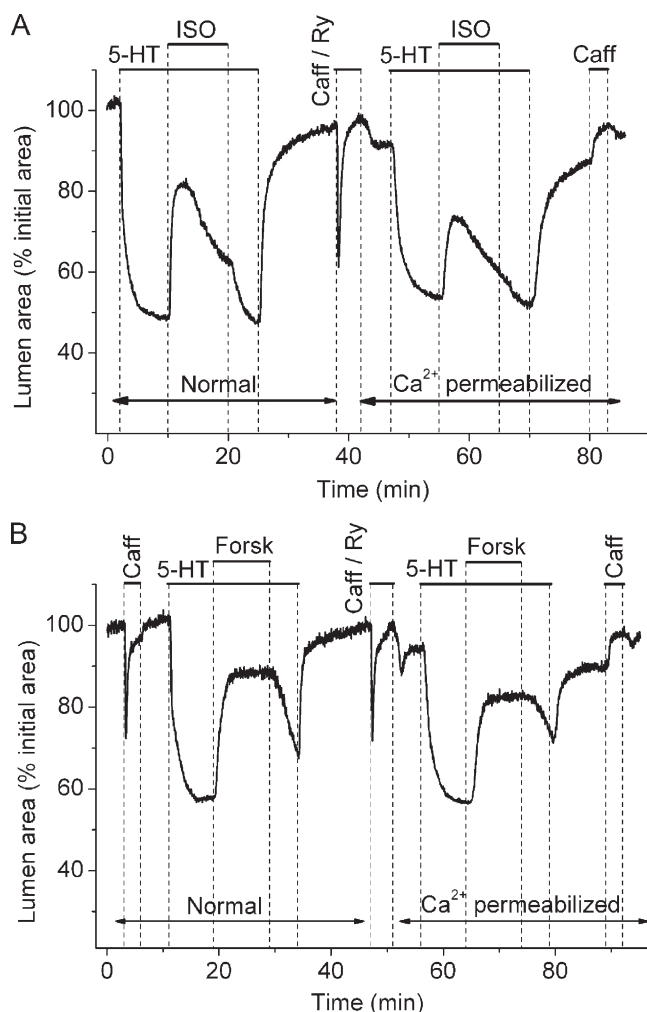 A
ISO
5-HT
Caff / Ry
ISO
5-HT
Caff
Lumen area (% initial area)
100
80
60
40
Normal
Ca²⁺ permeabilized
0
20
40
60
80
Time (min)
B
Caff
Forsk
5-HT
Caff / Ry
Forsk
5-HT
Caff
Lumen area (% initial area)
100
80
60
40
Normal
Ca²⁺ permeabilized
0
20
40
60
80
Time (min)